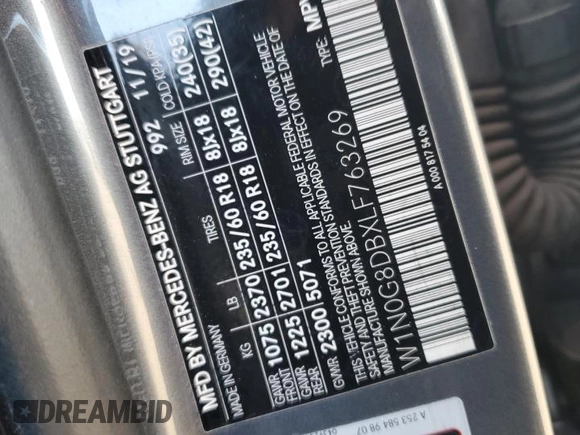 MFD BY MERCEDES-BENZ AG STUTTGART
MADE IN GERMANY 992 11/19
KG LB TIRES RIM SIZE COLD KPA
GAWR FRONT 1075 2370 235/60 R18 8Jx18 240(35)
GAWR REAR 1225 2701 235/60 R18 8Jx18 290(42)
GVWR 2300 5071
THIS VEHICLE CONFORMS TO ALL APPLICABLE FEDERAL MOTOR VEHICLE
SAFETY AND THEFT PREVENTION STANDARDS IN EFFECT ON THE DATE OF
MANUFACTURE SHOWN ABOVE. TYPE: MPV
W1N0G8DBXLF763269
A 000 817 54 04
A 253 584 98 07
DREAMBID